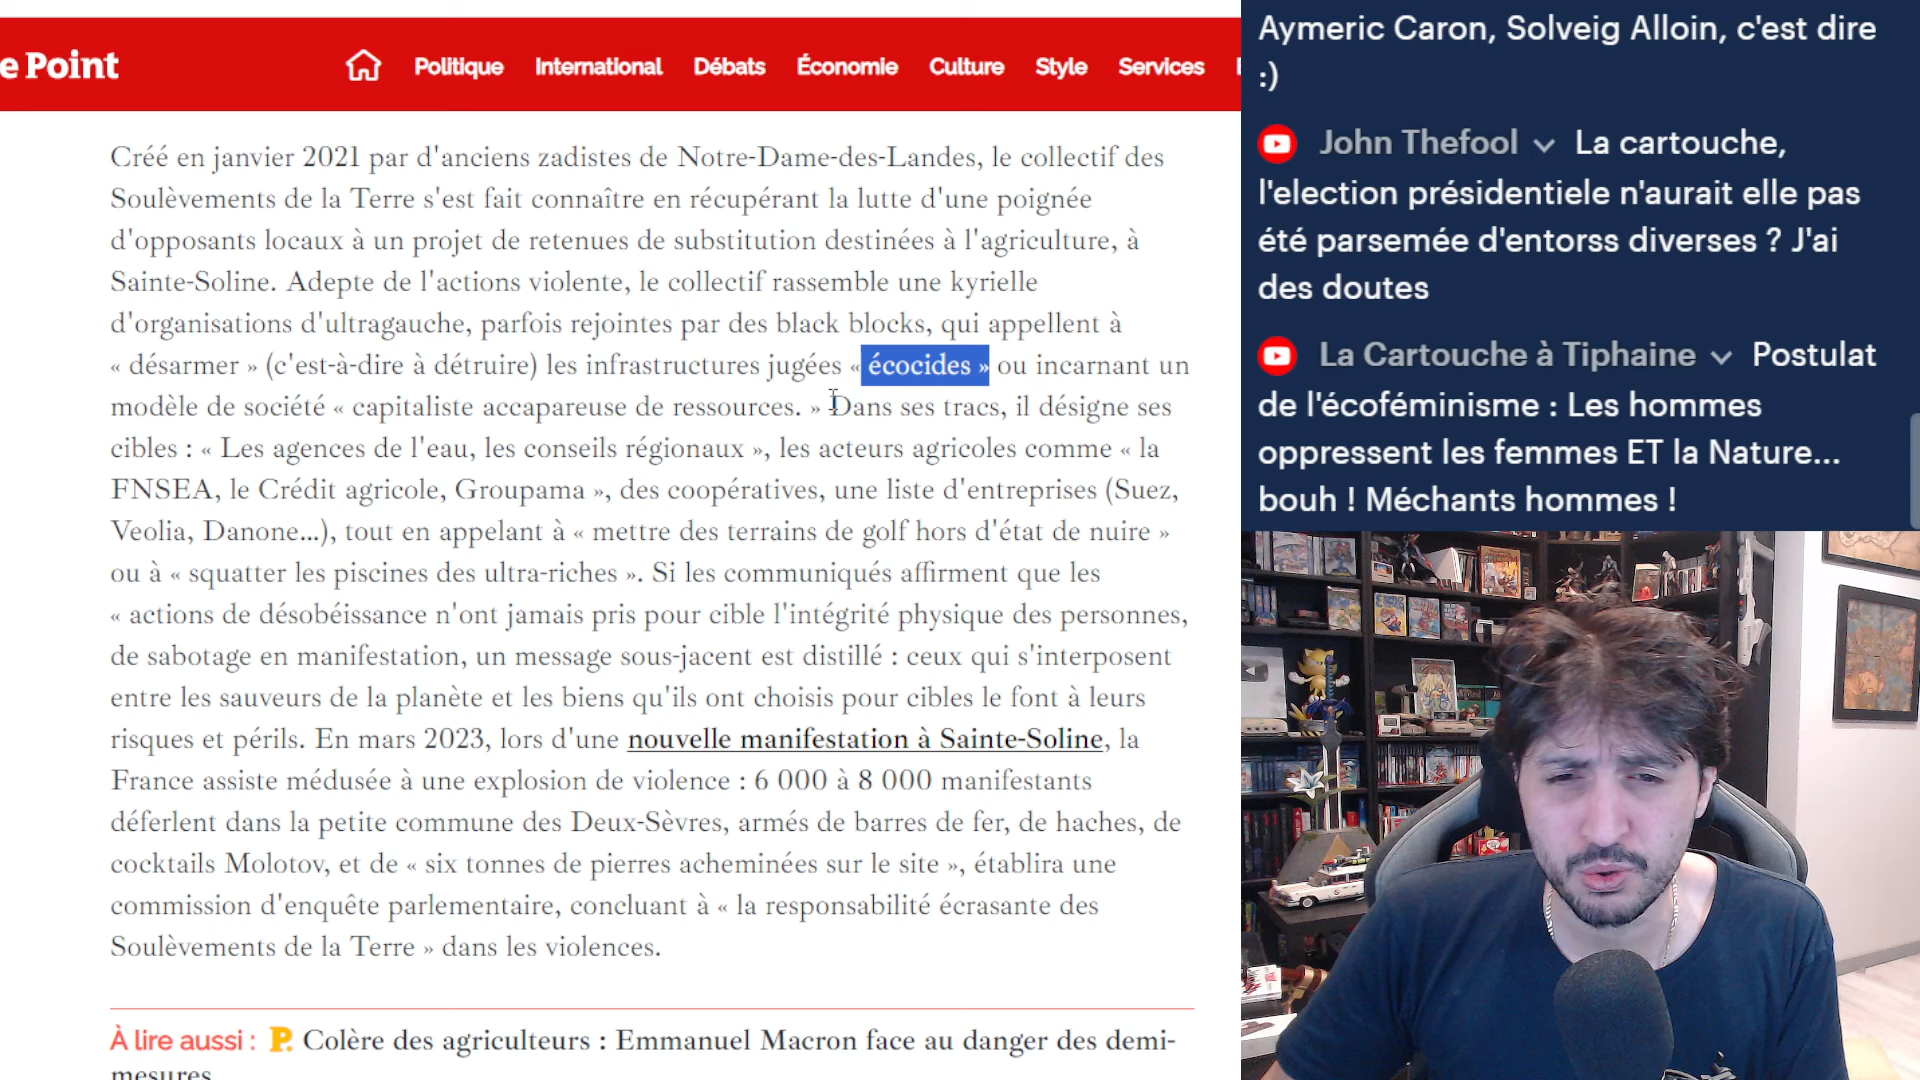 e Point
Politique
International
Débats
Économie
Culture
Style
Services
Créé en janvier 2021 par d'anciens zadistes de Notre-Dame-des-Landes, le collectif des
Soulèvements de la Terre s'est fait connaître en récupérant la lutte d'une poignée
d'opposants locaux à un projet de retenues de substitution destinées à l'agriculture, à
Sainte-Soline. Adepte de l'actions violente, le collectif rassemble une kyrielle
d'organisations d'ultragauche, parfois rejointes par des black blocks, qui appellent à
« désarmer » (c'est-à-dire à détruire) les infrastructures jugées « écocides » ou incarnant un
modèle de société « capitaliste accapareuse de ressources. » Dans ses tracs, il désigne ses
cibles : « Les agences de l'eau, les conseils régionaux », les acteurs agricoles comme « la
FNSEA, le Crédit agricole, Groupama », des coopératives, une liste d'entreprises (Suez,
Veolia, Danone...), tout en appelant à « mettre des terrains de golf hors d'état de nuire »
ou à « squatter les piscines des ultra-riches ». Si les communiqués affirment que les
« actions de désobéissance n'ont jamais pris pour cible l'intégrité physique des personnes,
de sabotage en manifestation, un message sous-jacent est distillé : ceux qui s'interposent
entre les sauveurs de la planète et les biens qu'ils ont choisis pour cibles le font à leurs
risques et périls. En mars 2023, lors d'une nouvelle manifestation à Sainte-Soline, la
France assiste médusée à une explosion de violence : 6 000 à 8 000 manifestants
déferlent dans la petite commune des Deux-Sèvres, armés de barres de fer, de haches, de
cocktails Molotov, et de « six tonnes de pierres acheminées sur le site », établira une
commission d'enquête parlementaire, concluant à « la responsabilité écrasante des
Soulèvements de la Terre » dans les violences.
À lire aussi : P. Colère des agriculteurs : Emmanuel Macron face au danger des demi-
mesures
Aymeric Caron, Solveig Alloin, c'est dire
:)
John Thefool La cartouche,
l'election présidentiele n'aurait elle pas
été parsemée d'entorss diverses ? J'ai
des doutes
La Cartouche à Tiphaine Postulat
de l'écoféminisme : Les hommes
oppressent les femmes ET la Nature...
bouh ! Méchants hommes !